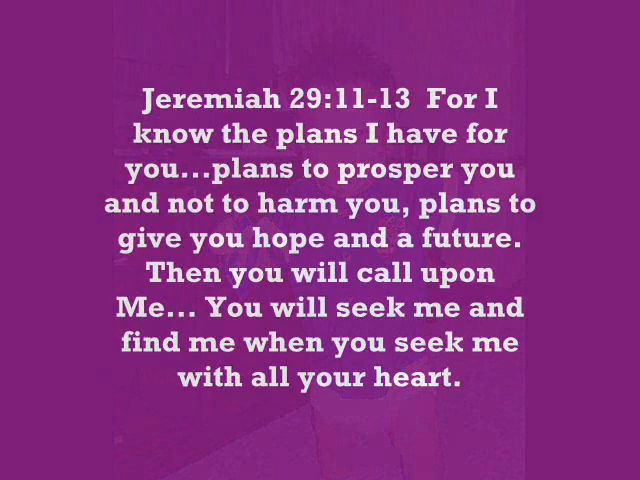 Jeremiah 29:11-13  For I
know the plans I have for
you...plans to prosper you
and not to harm you, plans to
give you hope and a future.
Then you will call upon
Me... You will seek me and
find me when you seek me
with all your heart.